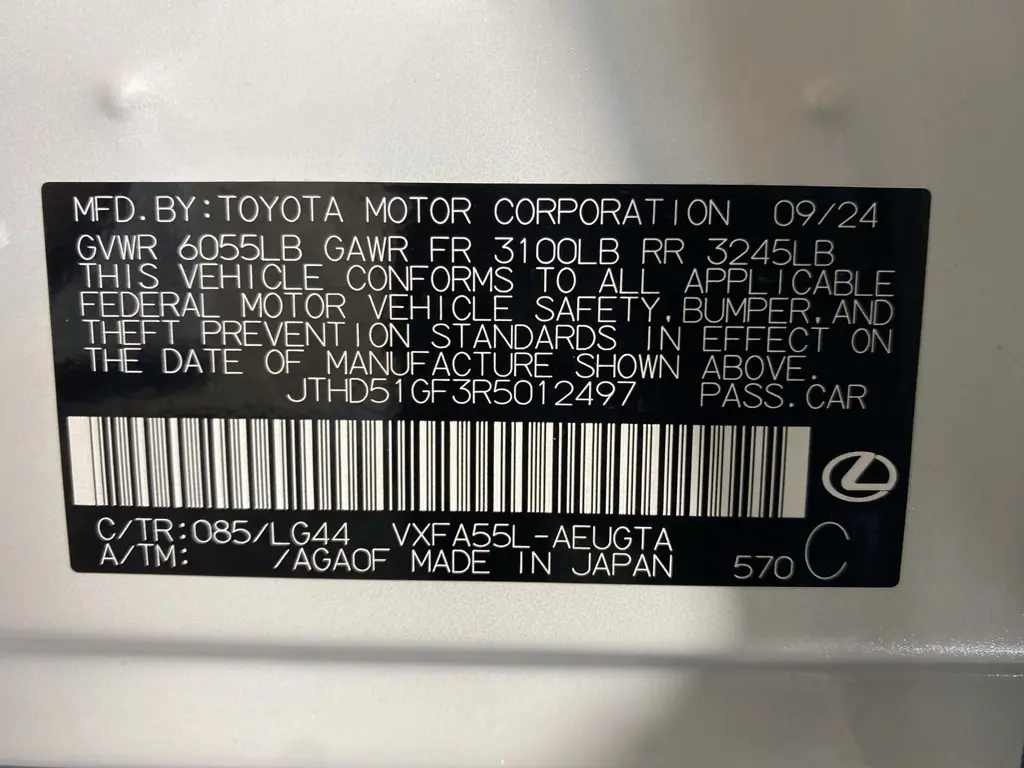 MFD.BY:TOYOTA MOTOR CORPORATION 09/24
GVWR 6055LB GAWR FR 3100LB RR 3245LB
THIS VEHICLE CONFORMS TO ALL APPLICABLE
FEDERAL MOTOR VEHICLE SAFETY,BUMPER,AND
THEFT PREVENTION STANDARDS IN EFFECT ON
THE DATE OF MANUFACTURE SHOWN ABOVE.
JTHD51GF3R5012497 PASS.CAR
C/TR:085/LG44 VXFA55L-AEUGTA
A/TM: /AGAOF MADE IN JAPAN 570 C